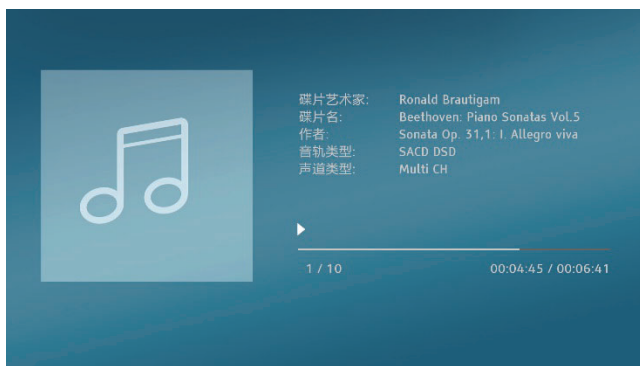 碟片艺术家: Ronald Brautigam
碟片名: Beethoven: Piano Sonatas Vol.5
作者: Sonata Op. 31,1: I. Allegro viva
音轨类型: SACD DSD
声道类型: Multi CH
1 / 10 00:04:45 / 00:06:41